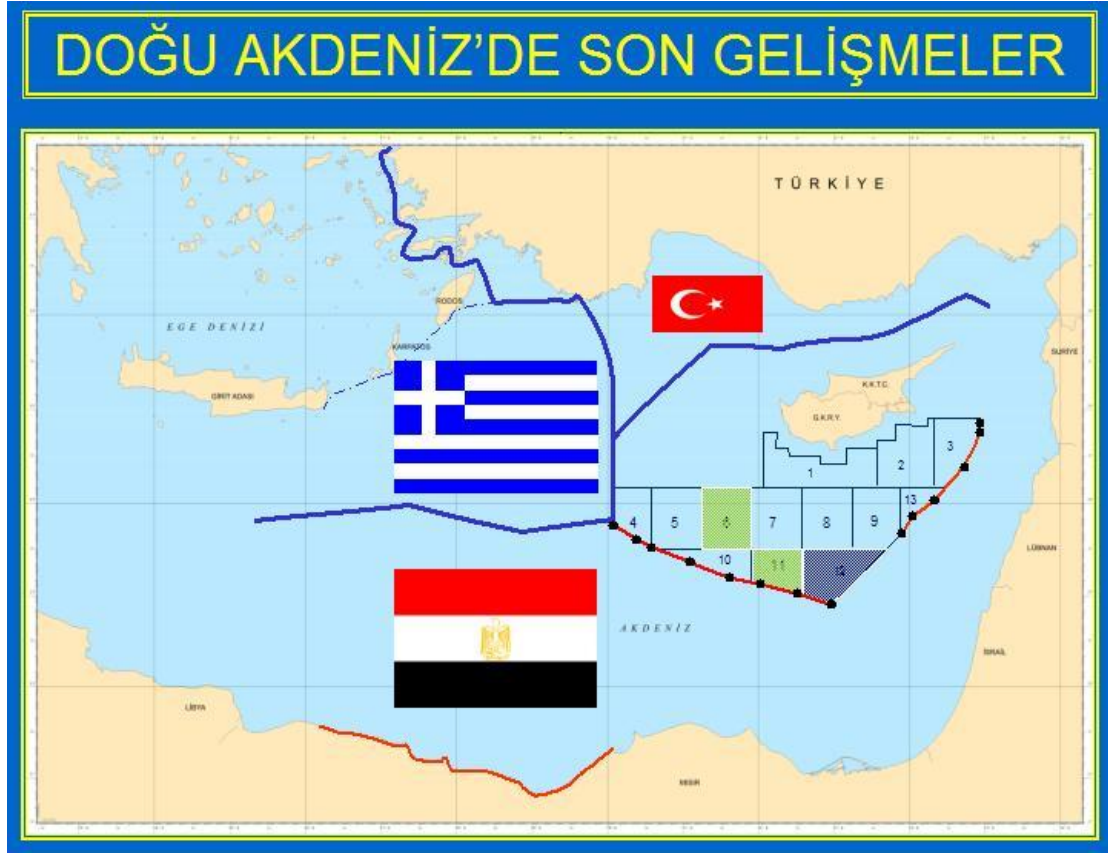 DOĞU AKDENİZ'DE SON GELİŞMELER
TÜRKİYE
RODOS
EGE DENİZİ
KARPATOS
SURİYE
K.K.T.C.
GİRİT ADASI
G.K.R.Y.
3
2
1
13
4
5
6
7
8
9
LÜBNAN
10
11
12
AKDENİZ
İSRAİL
LİBYA
MISIR